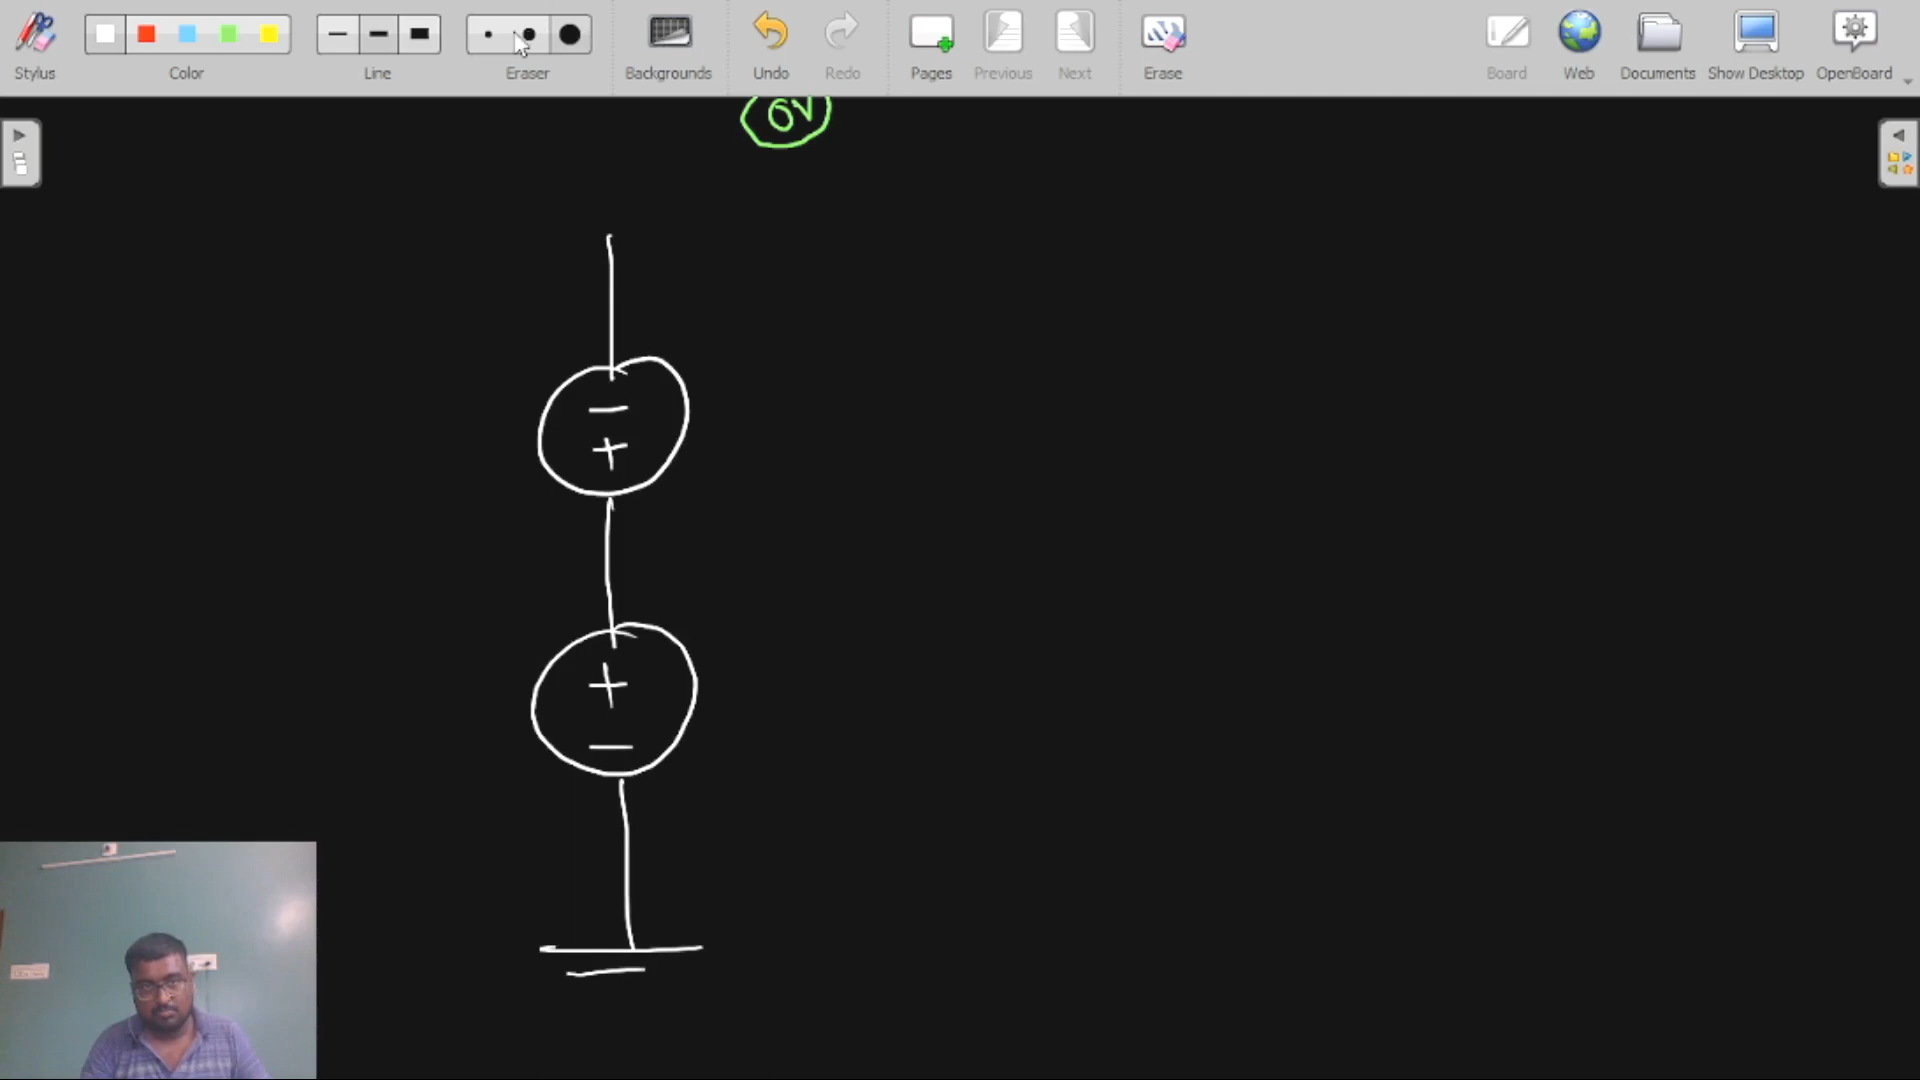 Stylus Color Line Eraser Backgrounds Undo Redo Pages Previous Next Erase Board Web Documents Show Desktop OpenBoard
6V
−
+
+
−